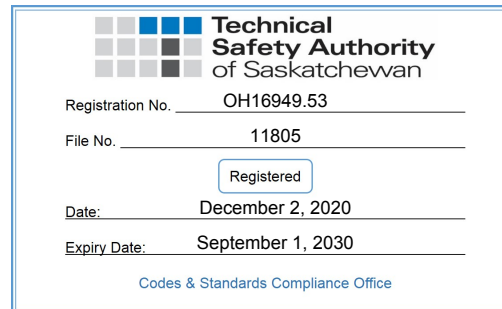 Technical
Safety Authority
of Saskatchewan
Registration No. OH16949.53
File No. 11805
Registered
Date: December 2, 2020
Expiry Date: September 1, 2030
Codes & Standards Compliance Office